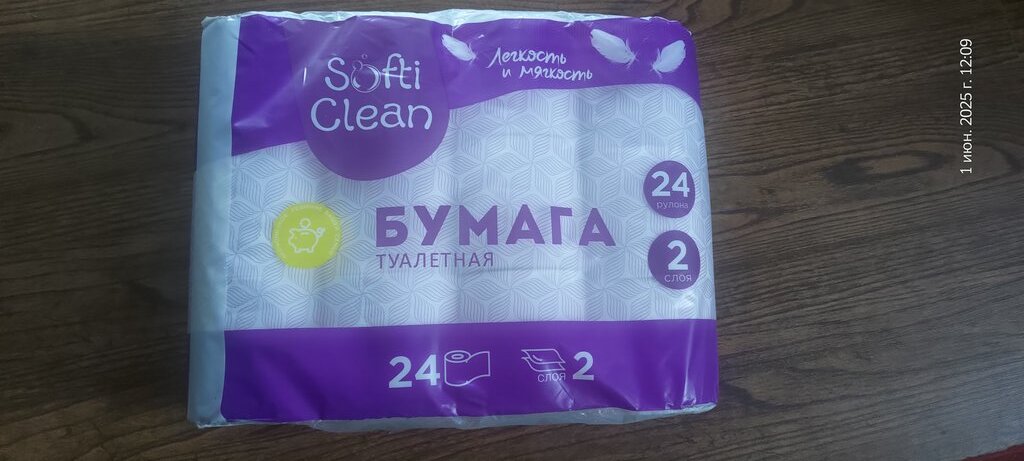 Softi
Clean
Легкость
и мягкость
24
рулона
2
слоя
БУМАГА
ТУАЛЕТНАЯ
24
СЛОЯ 2
1 июн. 2025 г. 12:09